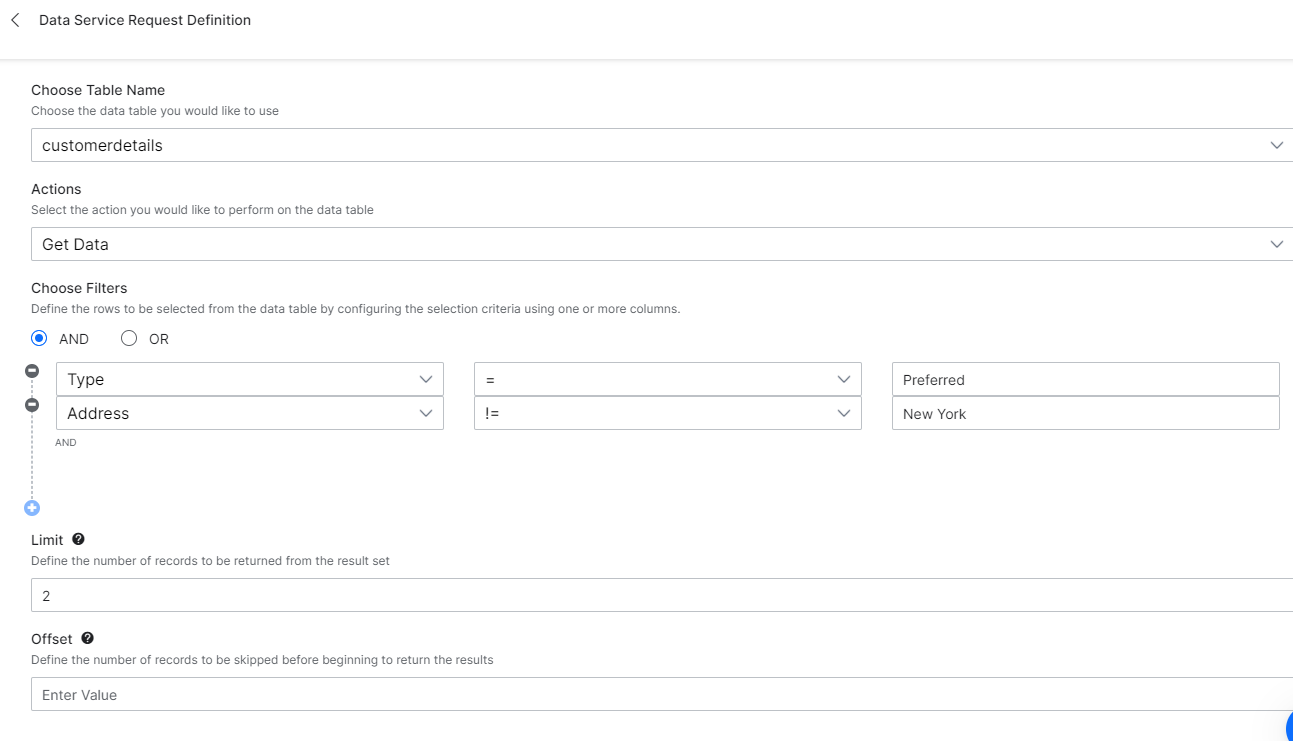 Data Service Request Definition
Choose Table Name
Choose the data table you would like to use
customerdetails
Actions
Select the action you would like to perform on the data table
Get Data
Choose Filters
Define the rows to be selected from the data table by configuring the selection criteria using one or more columns.
AND OR
Type = Preferred
Address != New York
AND
Limit ?
Define the number of records to be returned from the result set
2
Offset ?
Define the number of records to be skipped before beginning to return the results
Enter Value